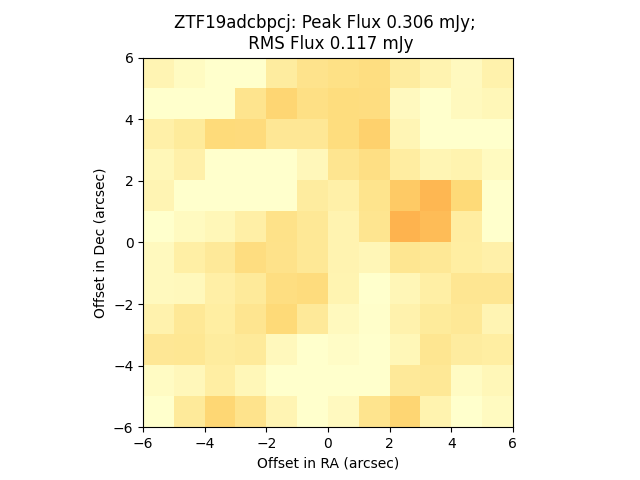 ZTF19adcbpcj: Peak Flux 0.306 mJy;
RMS Flux 0.117 mJy
6
4
2
0
−2
−4
−6
Offset in Dec (arcsec)
−6 −4 −2 0 2 4 6
Offset in RA (arcsec)